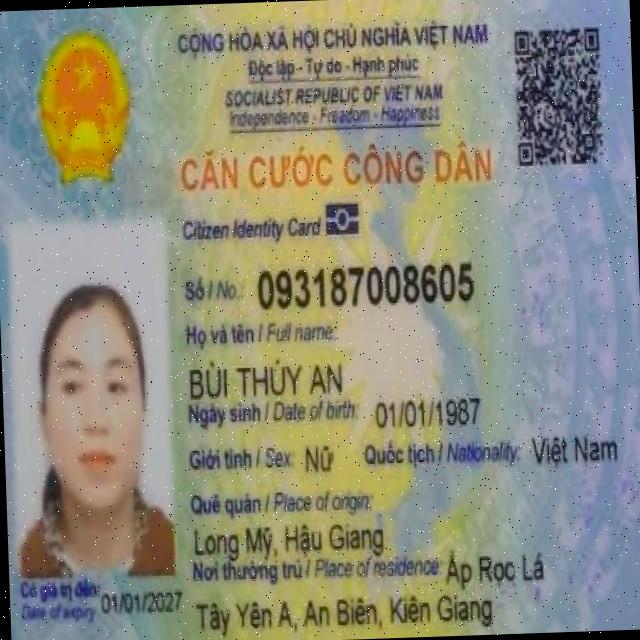 CỘNG HÒA XÃ HỘI CHỦ NGHĨA VIỆT NAM
Độc lập - Tự do - Hạnh phúc
SOCIALIST REPUBLIC OF VIET NAM
Independence - Freedom - Happiness
CĂN CƯỚC CÔNG DÂN
Citizen Identity Card
Số / No.: 093187008605
Họ và tên / Full name:
BÙI THÚY AN
Ngày sinh / Date of birth: 01/01/1987
Giới tính / Sex: Nữ Quốc tịch / Nationality: Việt Nam
Quê quán / Place of origin:
Long Mỹ, Hậu Giang
Nơi thường trú / Place of residence: Ấp Rọc Lá
Tây Yên A, An Biên, Kiên Giang
Có giá trị đến: 01/01/2027
Date of expiry